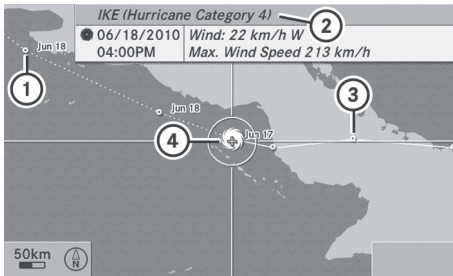 IKE (Hurricane Category 4)
2
06/18/2010 Wind: 22 km/h W
04:00PM Max. Wind Speed 213 km/h
Jun 18
1
3
Jun 18
4
Jun 17
50km
N